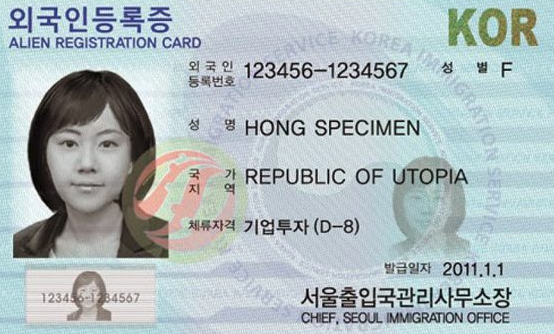 외국인등록증
ALIEN REGISTRATION CARD
KOR
외국인
등록번호 123456-1234567 성별 F
성명 HONG SPECIMEN
국가
지역 REPUBLIC OF UTOPIA
체류자격 기업투자(D-8)
123456-1234567
발급일자 2011.1.1
서울출입국관리사무소장
CHIEF, SEOUL IMMIGRATION OFFICE
KOREA IMMIGRATION SERVICE